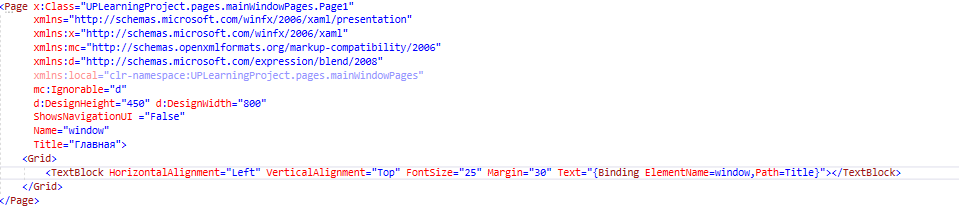 <Page x:Class="UPLearningProject.pages.mainWindowPages.Page1"
xmlns="http://schemas.microsoft.com/winfx/2006/xaml/presentation"
xmlns:x="http://schemas.microsoft.com/winfx/2006/xaml"
xmlns:mc="http://schemas.openxmlformats.org/markup-compatibility/2006"
xmlns:d="http://schemas.microsoft.com/expression/blend/2008"
xmlns:local="clr-namespace:UPLearningProject.pages.mainWindowPages"
mc:Ignorable="d"
d:DesignHeight="450" d:DesignWidth="800"
ShowsNavigationUI ="False"
Name="window"
Title="Главная">
<Grid>
<TextBlock HorizontalAlignment="Left" VerticalAlignment="Top" FontSize="25" Margin="30" Text="{Binding ElementName=window,Path=Title}"></TextBlock>
</Grid>
</Page>